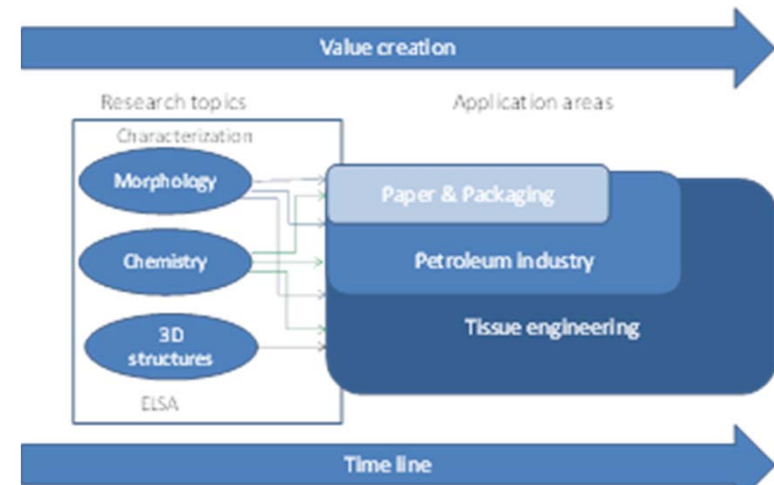 Value creation
Research topics
Application areas
Characterization
Morphology
Paper & Packaging
Chemistry
Petroleum industry
Tissue engineering
3D
structures
ELSA
Time line